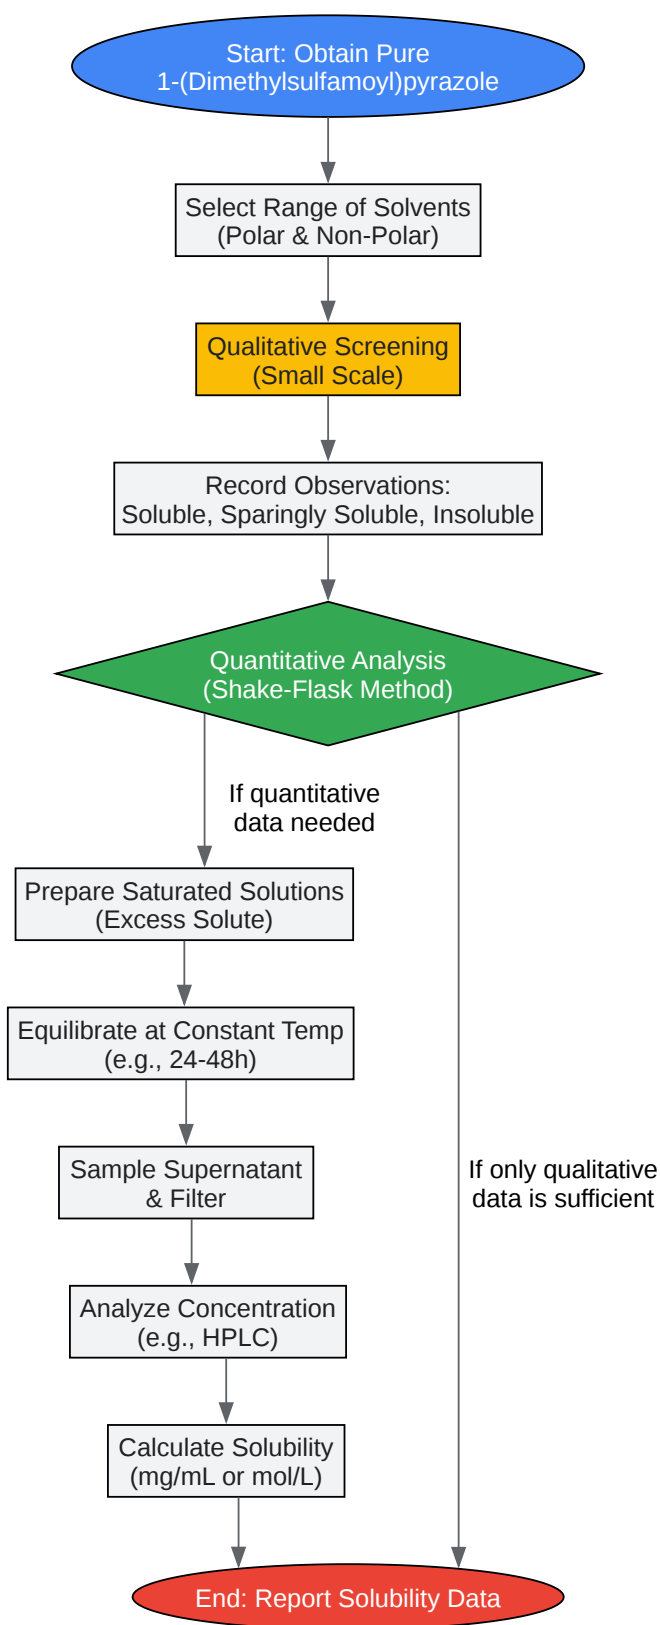 Start: Obtain Pure
1-(Dimethylsulfamoyl)pyrazole
Select Range of Solvents
(Polar & Non-Polar)
Qualitative Screening
(Small Scale)
Record Observations:
Soluble, Sparingly Soluble, Insoluble
Quantitative Analysis
(Shake-Flask Method)
If quantitative
data needed
Prepare Saturated Solutions
(Excess Solute)
Equilibrate at Constant Temp
(e.g., 24-48h)
Sample Supernatant
& Filter
If only qualitative
data is sufficient
Analyze Concentration
(e.g., HPLC)
Calculate Solubility
(mg/mL or mol/L)
End: Report Solubility Data